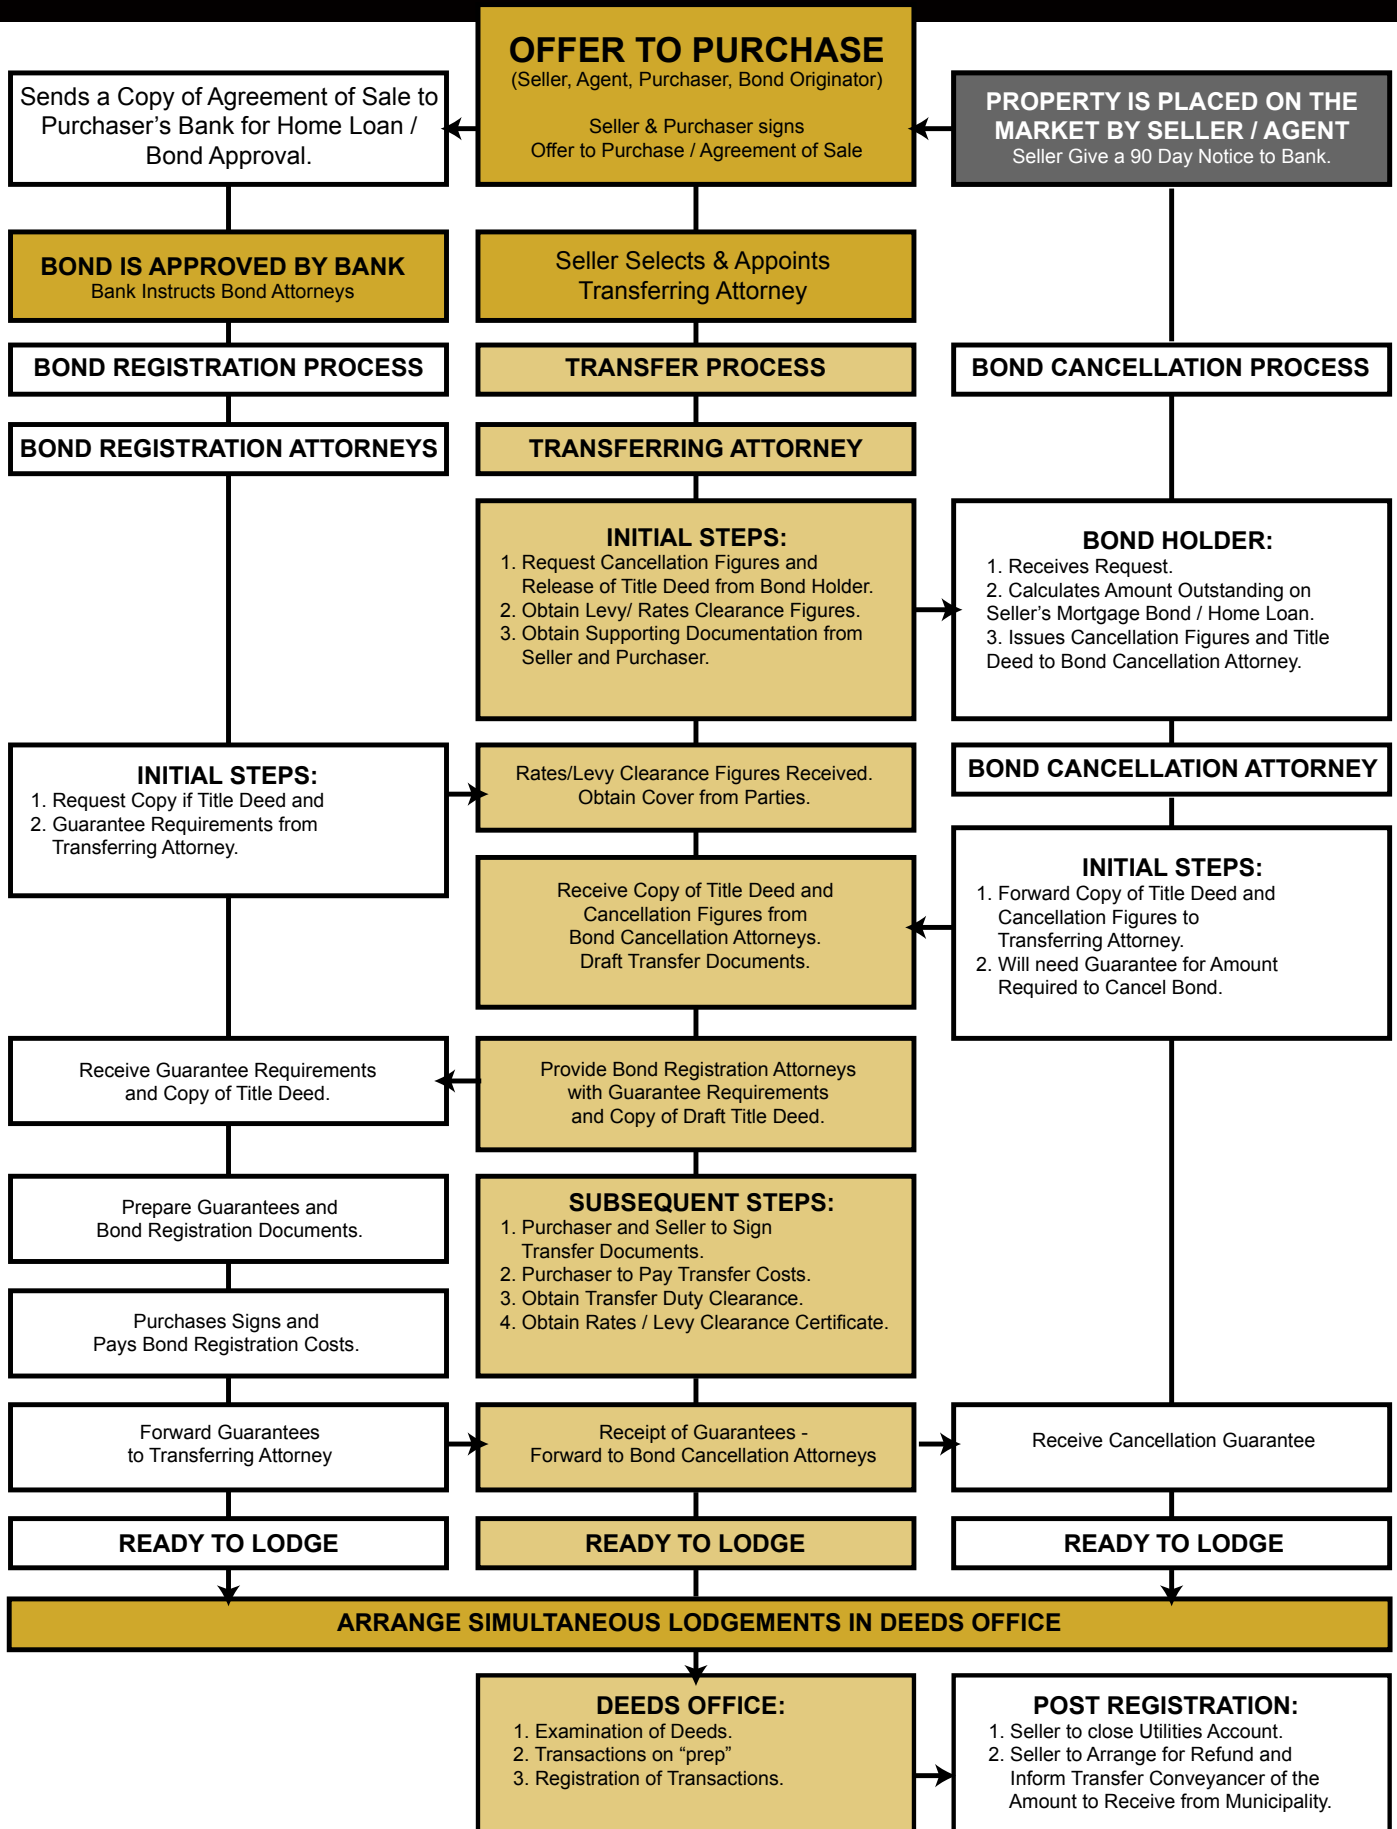 OFFER TO PURCHASE
(Seller, Agent, Purchaser, Bond Originator)
Seller & Purchaser signs
Offer to Purchase / Agreement of Sale
Sends a Copy of Agreement of Sale to
Purchaser's Bank for Home Loan /
Bond Approval.
PROPERTY IS PLACED ON THE
MARKET BY SELLER / AGENT
Seller Give a 90 Day Notice to Bank.
BOND IS APPROVED BY BANK
Bank Instructs Bond Attorneys
Seller Selects & Appoints
Transferring Attorney
BOND REGISTRATION PROCESS
TRANSFER PROCESS
BOND CANCELLATION PROCESS
BOND REGISTRATION ATTORNEYS
TRANSFERRING ATTORNEY
INITIAL STEPS:
1. Request Cancellation Figures and
Release of Title Deed from Bond Holder.
2. Obtain Levy/ Rates Clearance Figures.
3. Obtain Supporting Documentation from
Seller and Purchaser.
BOND HOLDER:
1. Receives Request.
2. Calculates Amount Outstanding on
Seller's Mortgage Bond / Home Loan.
3. Issues Cancellation Figures and Title
Deed to Bond Cancellation Attorney.
INITIAL STEPS:
1. Request Copy if Title Deed and
2. Guarantee Requirements from
Transferring Attorney.
Rates/Levy Clearance Figures Received.
Obtain Cover from Parties.
BOND CANCELLATION ATTORNEY
Receive Copy of Title Deed and
Cancellation Figures from
Bond Cancellation Attorneys.
Draft Transfer Documents.
INITIAL STEPS:
1. Forward Copy of Title Deed and
Cancellation Figures to
Transferring Attorney.
2. Will need Guarantee for Amount
Required to Cancel Bond.
Receive Guarantee Requirements
and Copy of Title Deed.
Provide Bond Registration Attorneys
with Guarantee Requirements
and Copy of Draft Title Deed.
Prepare Guarantees and
Bond Registration Documents.
SUBSEQUENT STEPS:
1. Purchaser and Seller to Sign
Transfer Documents.
2. Purchaser to Pay Transfer Costs.
3. Obtain Transfer Duty Clearance.
4. Obtain Rates / Levy Clearance Certificate.
Purchases Signs and
Pays Bond Registration Costs.
Forward Guarantees
to Transferring Attorney
Receipt of Guarantees -
Forward to Bond Cancellation Attorneys
Receive Cancellation Guarantee
READY TO LODGE
READY TO LODGE
READY TO LODGE
ARRANGE SIMULTANEOUS LODGEMENTS IN DEEDS OFFICE
DEEDS OFFICE:
1. Examination of Deeds.
2. Transactions on “prep”
3. Registration of Transactions.
POST REGISTRATION:
1. Seller to close Utilities Account.
2. Seller to Arrange for Refund and
Inform Transfer Conveyancer of the
Amount to Receive from Municipality.